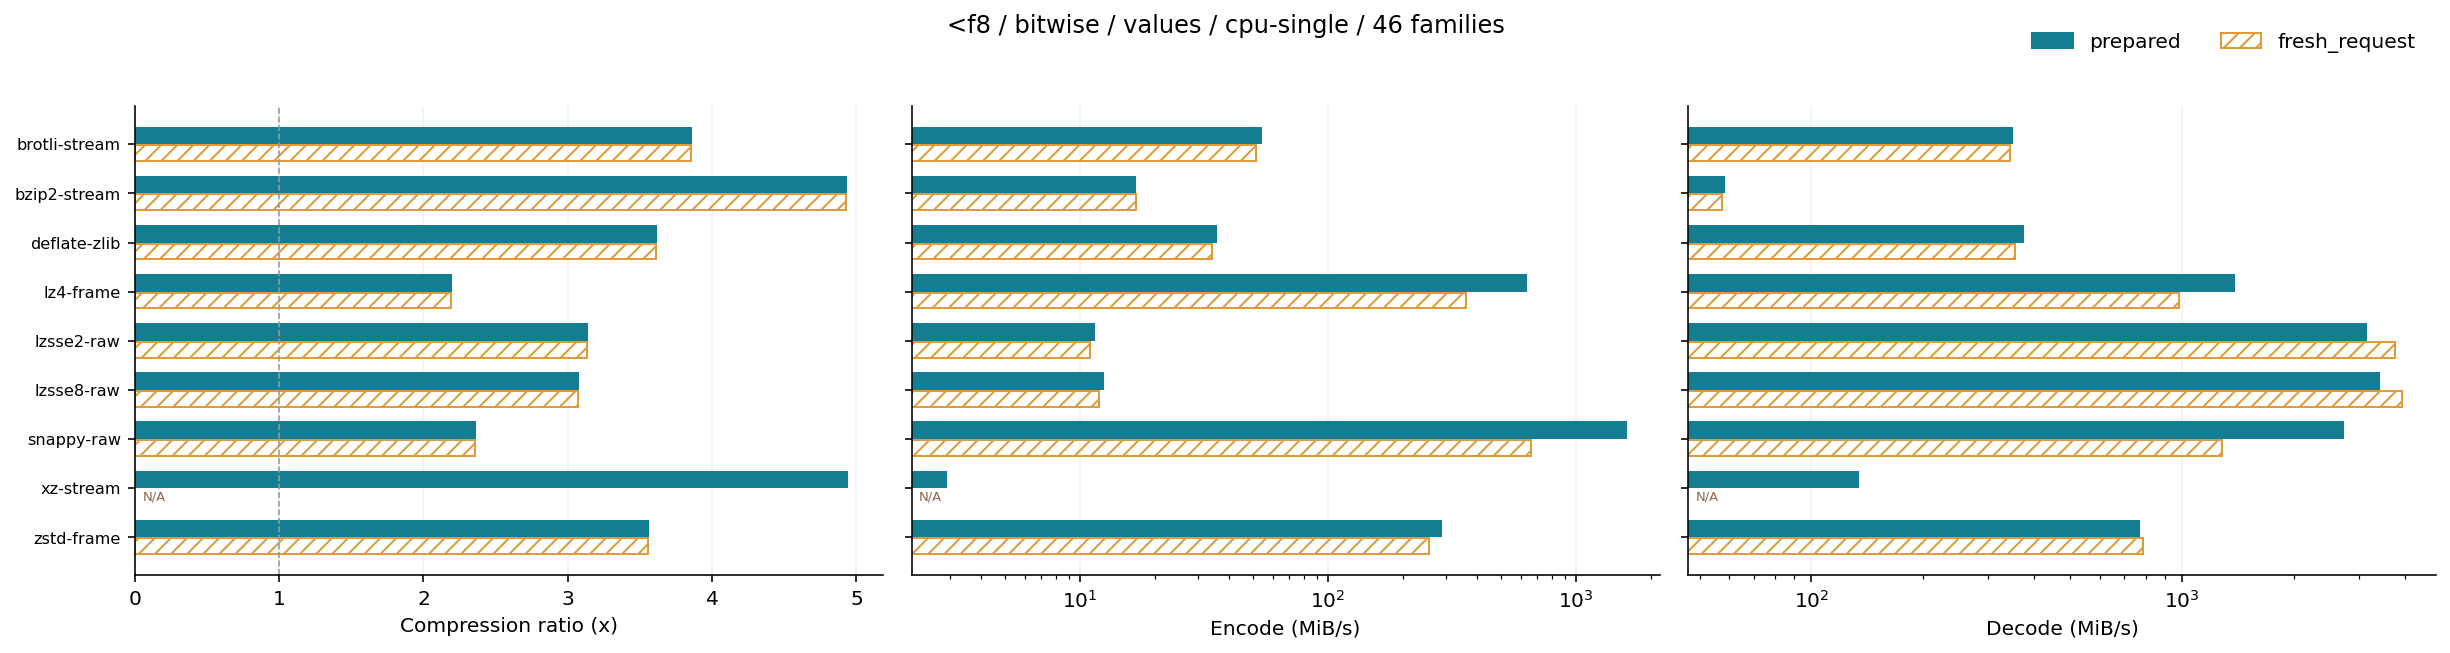 <f8 / bitwise / values / cpu-single / 46 families
prepared
fresh_request
brotli-stream
bzip2-stream
deflate-zlib
lz4-frame
lzsse2-raw
lzsse8-raw
snappy-raw
xz-stream
zstd-frame
N/A
N/A
N/A
0 1 2 3 4 5
Compression ratio (x)
10¹ 10² 10³
Encode (MiB/s)
10² 10³
Decode (MiB/s)